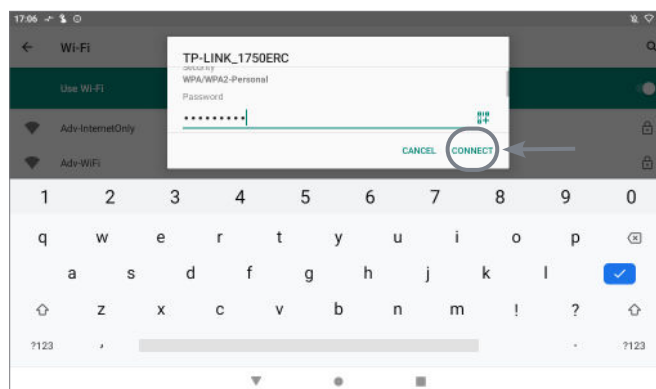 17:06
Wi-Fi
Use Wi-Fi
Adv-InternetOnly
Adv-WiFi
TP-LINK_1750ERC
Security
WPA/WPA2-Personal
Password
•••••••••
CANCEL CONNECT
1 2 3 4 5 6 7 8 9 0
q w e r t y u i o p
a s d f g h j k l
z x c v b n m ! ?
?123 , . ?123